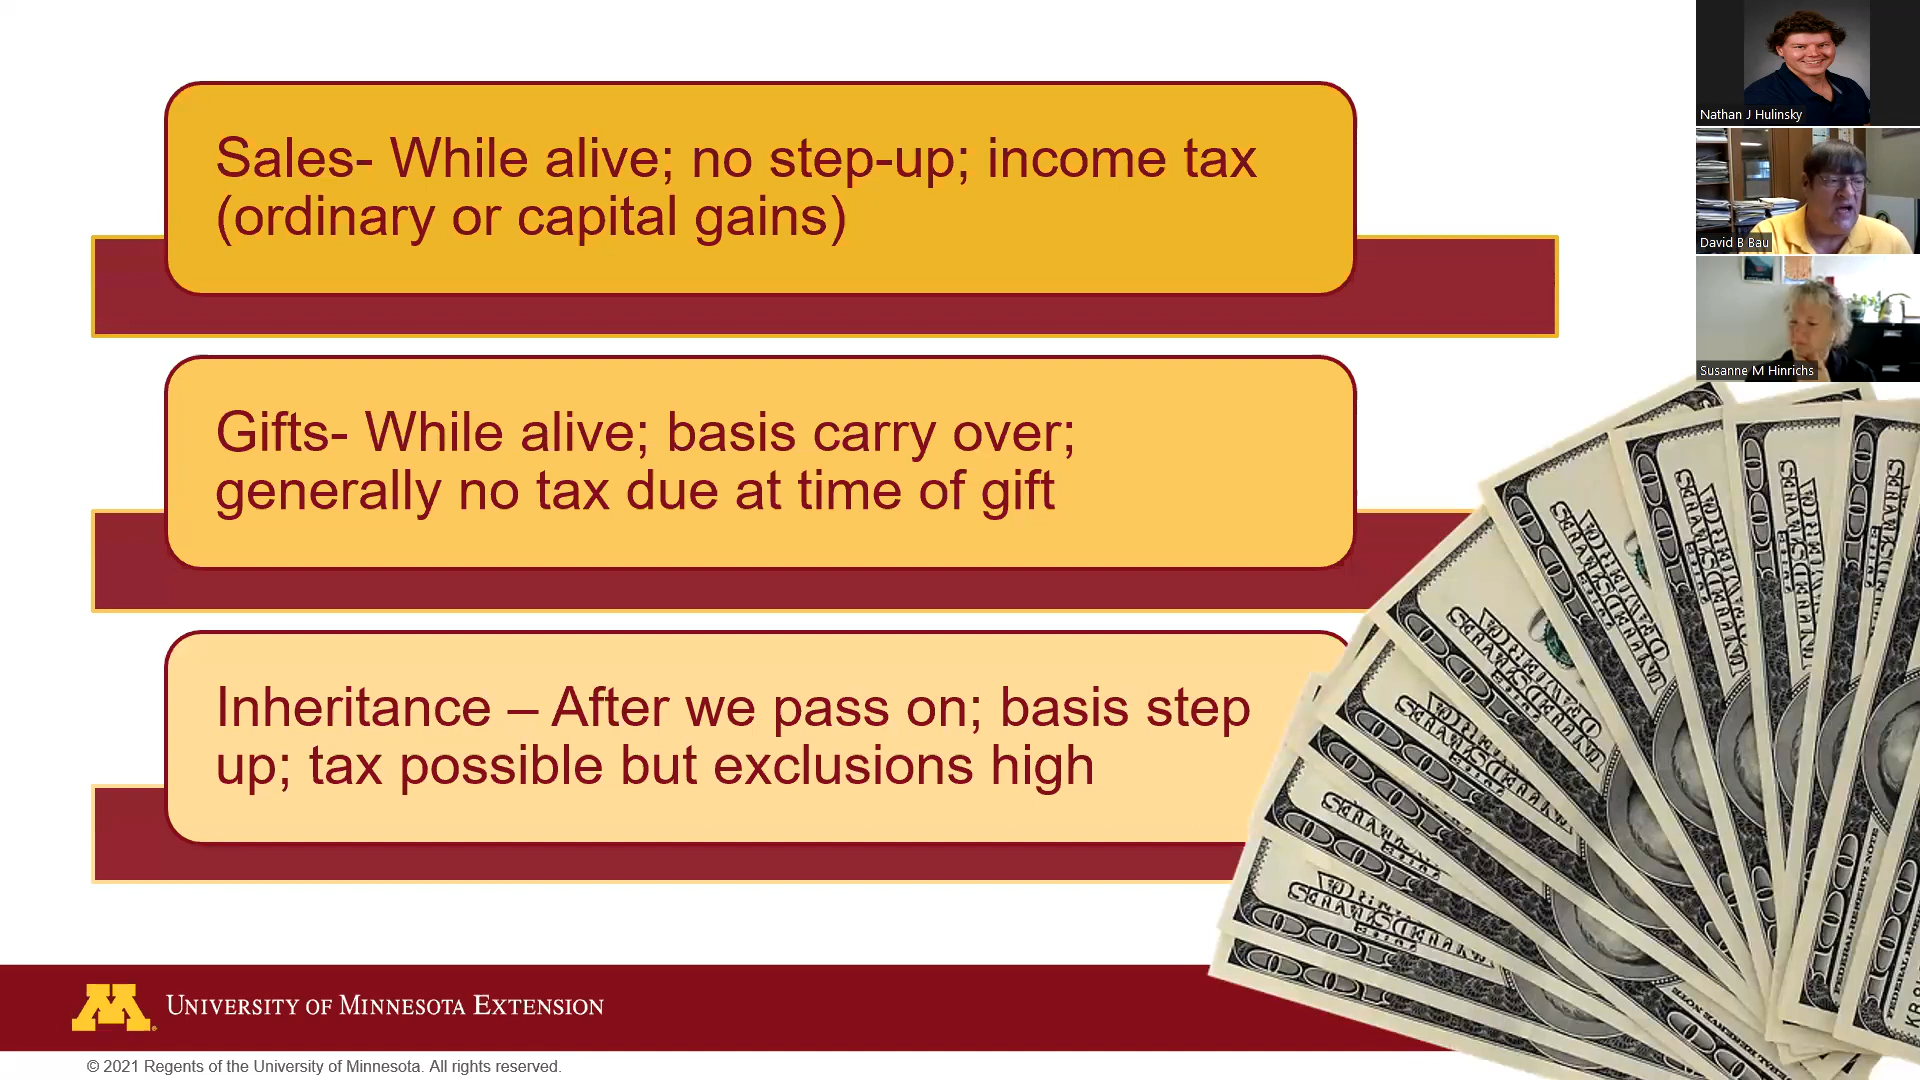 Sales- While alive; no step-up; income tax
(ordinary or capital gains)
Gifts- While alive; basis carry over;
generally no tax due at time of gift
Inheritance – After we pass on; basis step
up; tax possible but exclusions high
UNIVERSITY OF MINNESOTA EXTENSION
© 2021 Regents of the University of Minnesota. All rights reserved.
Nathan J Hulinsky
David B Bau
Susanne M Hinrichs
FEDERAL RESERVE NOTE